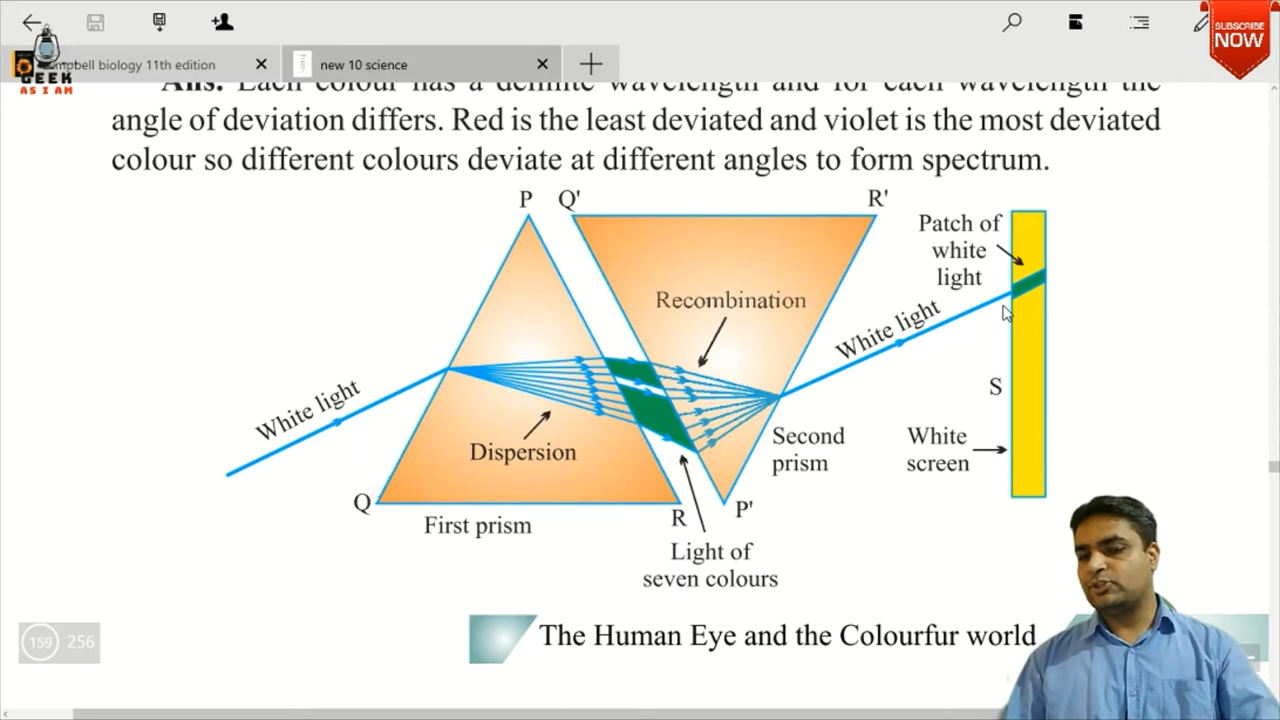 SUBSCRIBE
NOW
campbell biology 11th edition
new 10 science
GEEK
AS I AM
Ans. Each colour has a definite wavelength and for each wavelength the
angle of deviation differs. Red is the least deviated and violet is the most deviated
colour so different colours deviate at different angles to form spectrum.
P
Q'
R'
Patch of
white
light
Recombination
White light
White light
S
Dispersion
Second
prism
White
screen
Q
R
P'
First prism
Light of
seven colours
159
256
The Human Eye and the Colourfur world